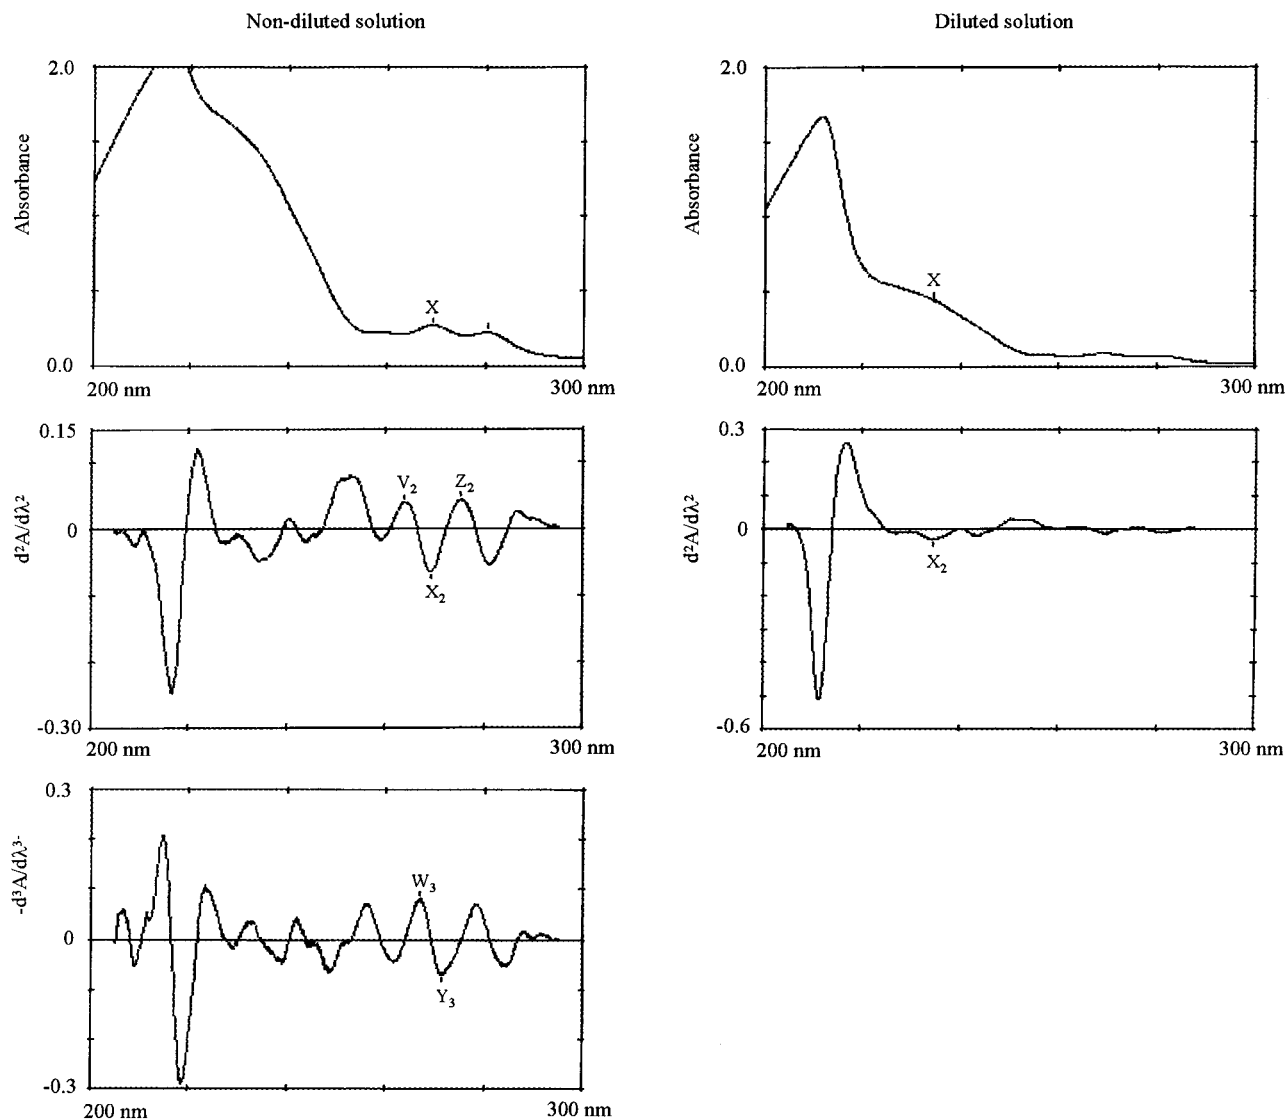 Non-diluted solution
Diluted solution
2.0
Absorbance
X
0.0
200 nm
300 nm
2.0
Absorbance
X
0.0
200 nm
300 nm
0.15
d²A/dλ²
0
V₂
Z₂
X₂
-0.30
200 nm
300 nm
0.3
d²A/dλ²
0
X₂
-0.6
200 nm
300 nm
0.3
-d³A/dλ³-
0
W₃
Y₃
-0.3
200 nm
300 nm